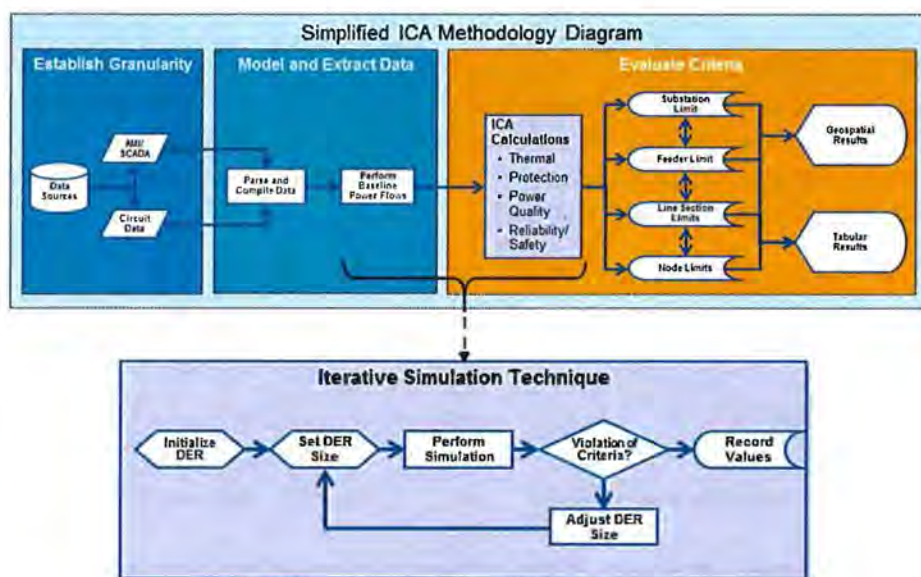 Simplified ICA Methodology Diagram
Establish Granularity
Model and Extract Data
Evaluate Criteria
AMI/
SCADA
Data
Sources
Circuit
Data
Parse and
Compile Data
Perform
Baseline
Power Flows
ICA
Calculations
• Thermal
• Protection
• Power
Quality
• Reliability/
Safety
Substation
Limit
Feeder Limit
Line Section
Limits
Node Limits
Geospatial
Results
Tabular
Results
Iterative Simulation Technique
Initialize
DER
Set DER
Size
Perform
Simulation
Violation of
Criteria?
Record
Values
Adjust DER
Size